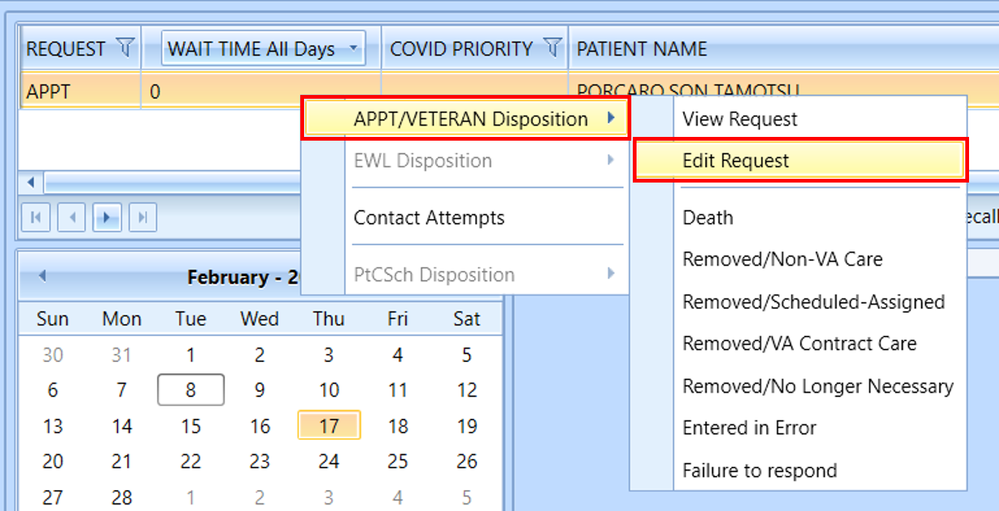 REQUEST WAIT TIME All Days COVID PRIORITY PATIENT NAME
APPT 0 PORCARO,SON TAMOTSU
APPT/VETERAN Disposition
EWL Disposition
Contact Attempts
PtCSch Disposition
View Request
Edit Request
Death
Removed/Non-VA Care
Removed/Scheduled-Assigned
Removed/VA Contract Care
Removed/No Longer Necessary
Entered in Error
Failure to respond
ecall
February - 2
Sun Mon Tue Wed Thu Fri Sat
30 31 1 2 3 4 5
6 7 8 9 10 11 12
13 14 15 16 17 18 19
20 21 22 23 24 25 26
27 28 1 2 3 4 5